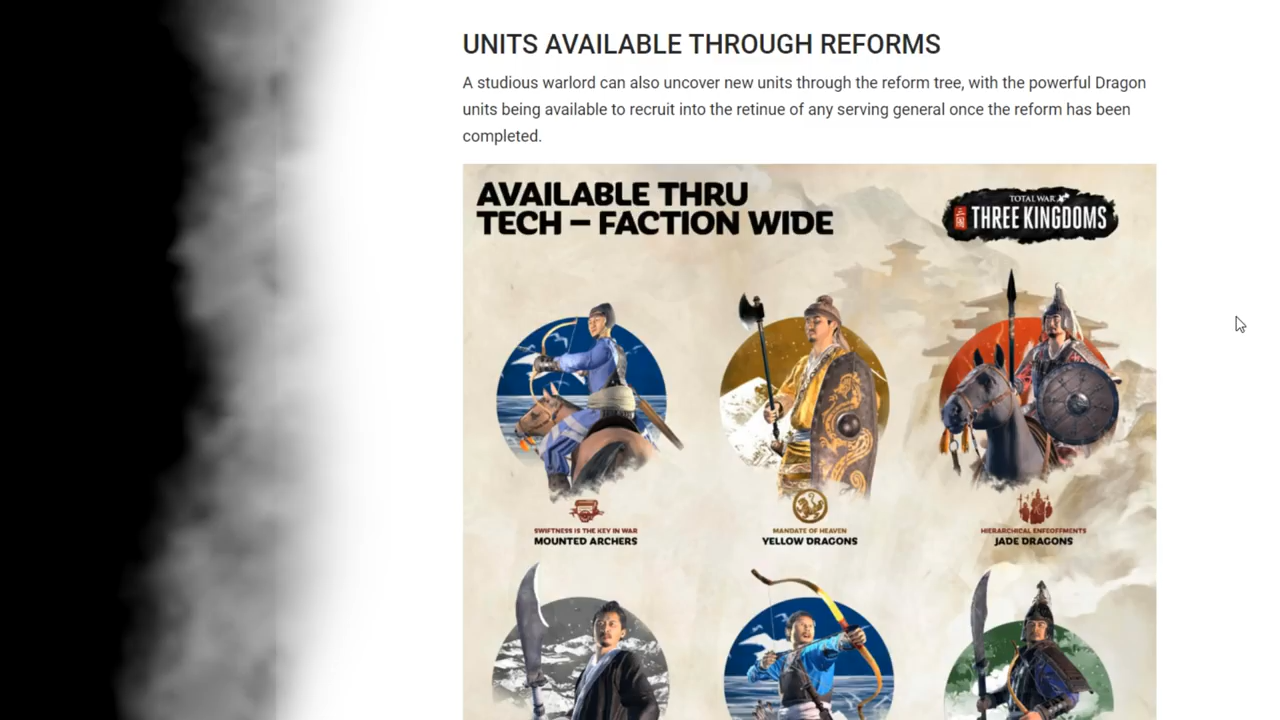 UNITS AVAILABLE THROUGH REFORMS
A studious warlord can also uncover new units through the reform tree, with the powerful Dragon
units being available to recruit into the retinue of any serving general once the reform has been
completed.
AVAILABLE THRU
TECH – FACTION WIDE
TOTAL WAR
三國
THREE KINGDOMS
SWIFTNESS IS THE KEY IN WAR
MOUNTED ARCHERS
MANDATE OF HEAVEN
YELLOW DRAGONS
HIERARCHICAL ENFEOFFMENTS
JADE DRAGONS